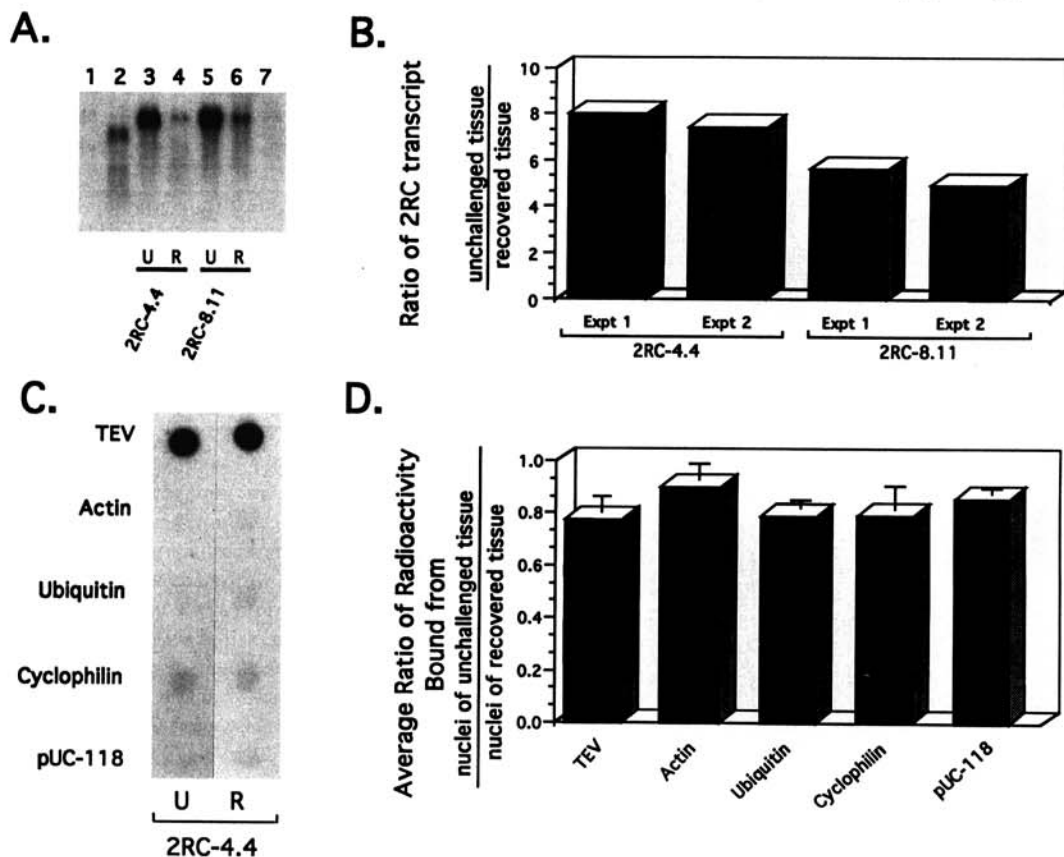 A.
1 2 3 4 5 6 7
U R U R
2RC-4.4
2RC-8.11
B.
Ratio of 2RC transcript
unchallenged tissue
recovered tissue
10
8
6
4
2
0
Expt 1 Expt 2 Expt 1 Expt 2
2RC-4.4 2RC-8.11
C.
TEV
Actin
Ubiquitin
Cyclophilin
pUC-118
U R
2RC-4.4
D.
Average Ratio of Radioactivity
Bound from
nuclei of unchallenged tissue
nuclei of recovered tissue
1.0
0.8
0.6
0.4
0.2
0.0
TEV
Actin
Ubiquitin
Cyclophilin
pUC-118